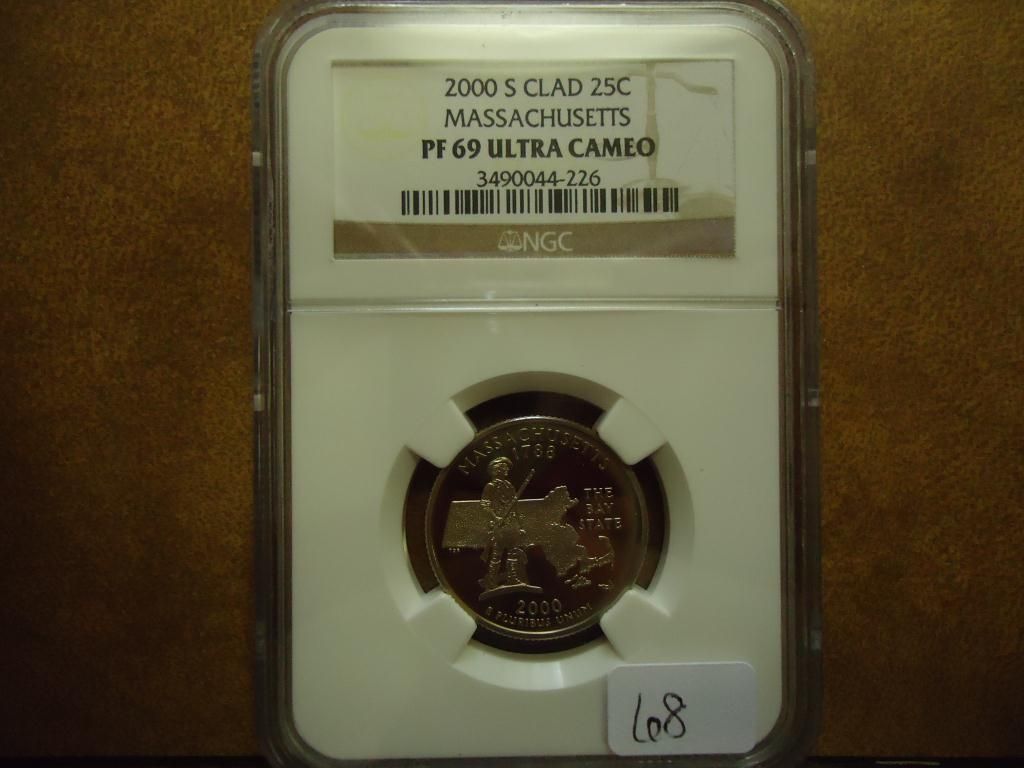 2000 S CLAD 25C
MASSACHUSETTS
PF 69 ULTRA CAMEO
3490044-226
NGC
MASSACHUSETTS
1788
THE
BAY
STATE
2000
E PLURIBUS UNUM
68